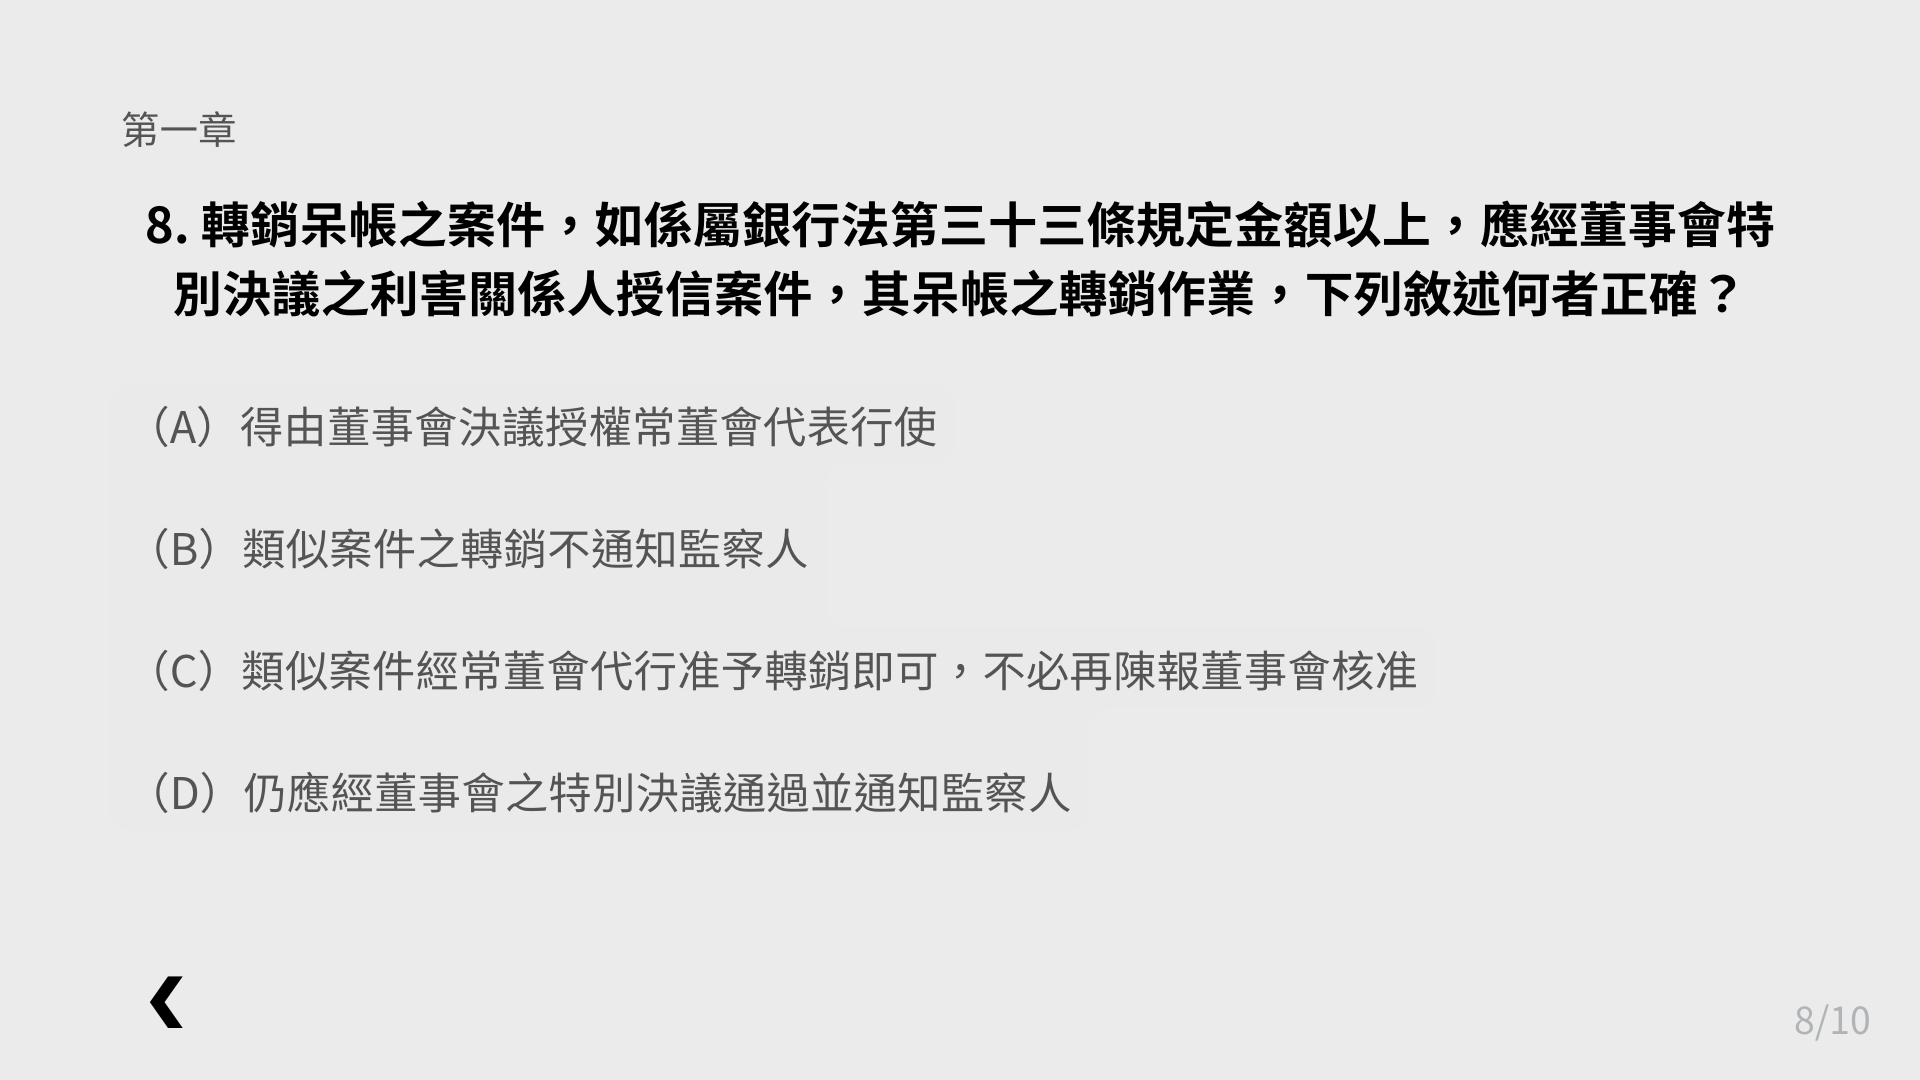 第一章
8. 轉銷呆帳之案件，如係屬銀行法第三十三條規定金額以上，應經董事會特
別決議之利害關係人授信案件，其呆帳之轉銷作業，下列敘述何者正確？
（A）得由董事會決議授權常董會代表行使
（B）類似案件之轉銷不通知監察人
（C）類似案件經常董會代行准予轉銷即可，不必再陳報董事會核准
（D）仍應經董事會之特別決議通過並通知監察人
8/10